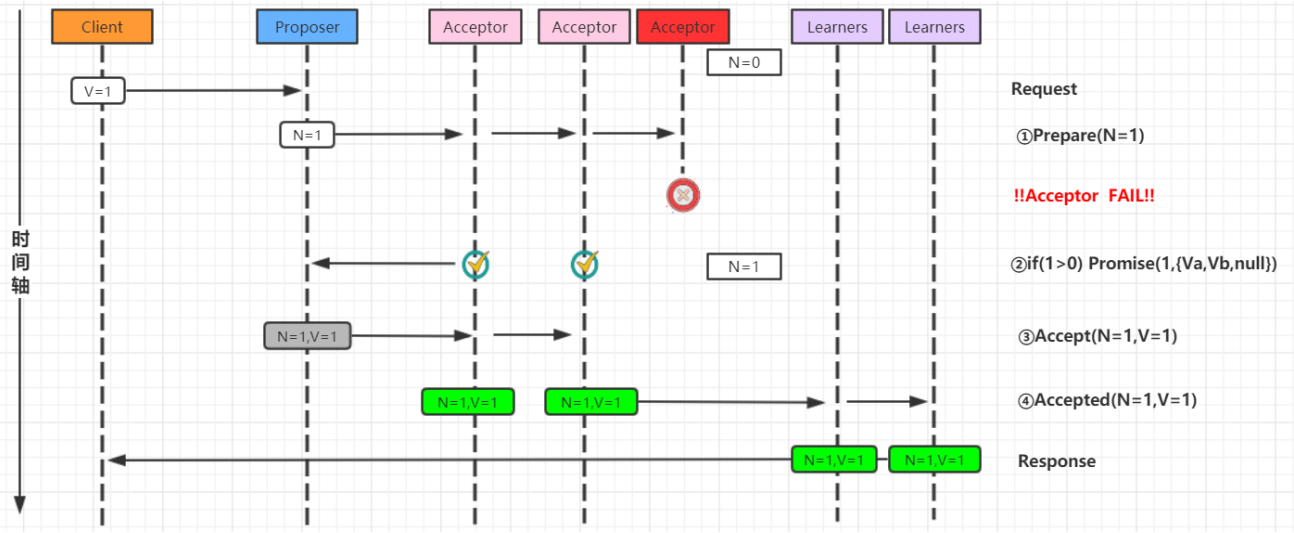 Client
Proposer
Acceptor
Acceptor
Acceptor
Learners
Learners
N=0
V=1
Request
N=1
①Prepare(N=1)
!!Acceptor FAIL!!
时
间
轴
N=1
②if(1>0) Promise(1,{Va,Vb,null})
N=1,V=1
③Accept(N=1,V=1)
N=1,V=1
N=1,V=1
④Accepted(N=1,V=1)
N=1,V=1
N=1,V=1
Response